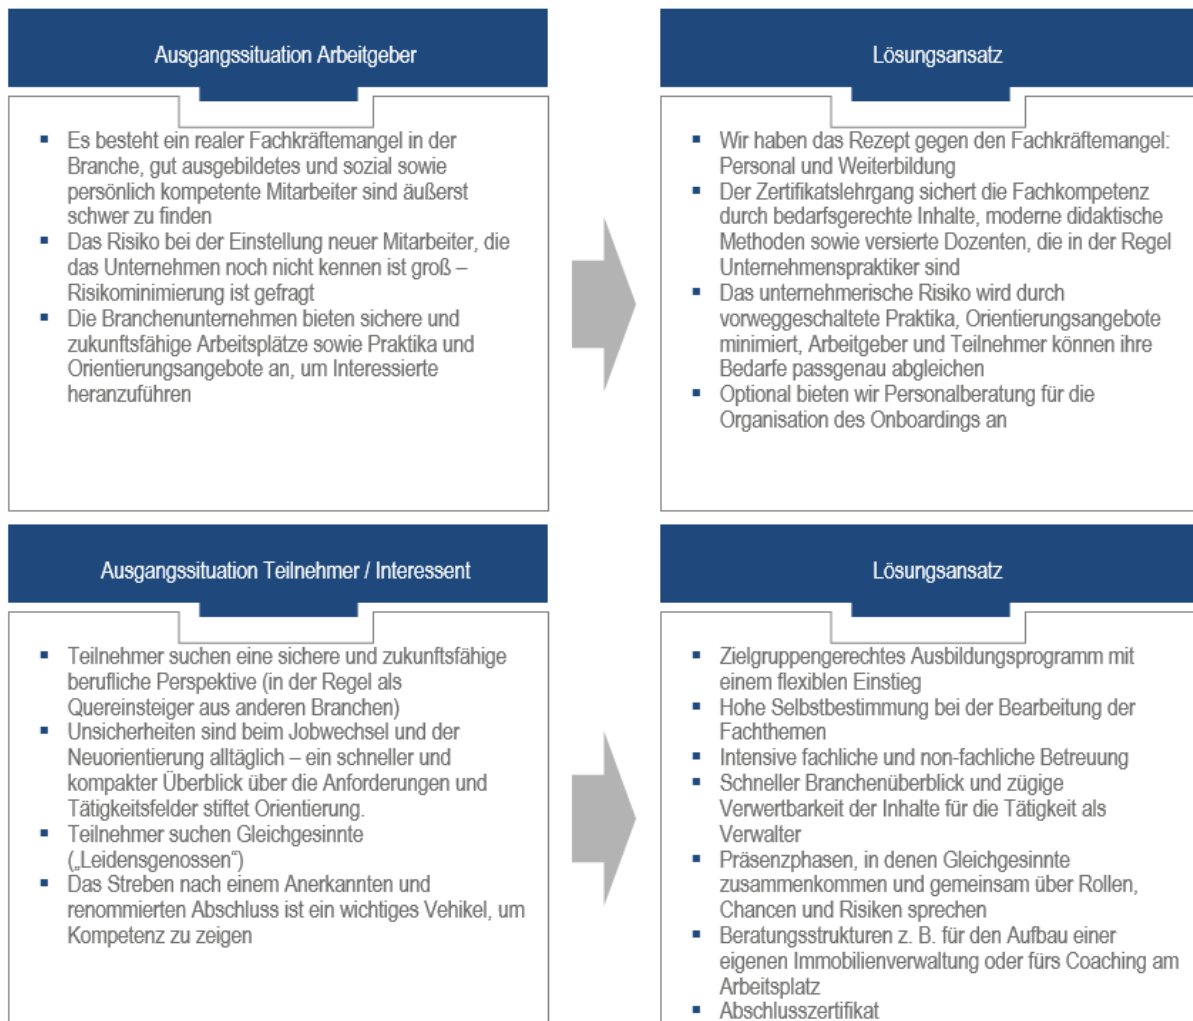 Ausgangssituation Arbeitgeber
▪ Es besteht ein realer Fachkräftemangel in der
Branche, gut ausgebildetes und sozial sowie
persönlich kompetente Mitarbeiter sind äußerst
schwer zu finden
▪ Das Risiko bei der Einstellung neuer Mitarbeiter, die
das Unternehmen noch nicht kennen ist groß –
Risikominimierung ist gefragt
▪ Die Branchenunternehmen bieten sichere und
zukunftsfähige Arbeitsplätze sowie Praktika und
Orientierungsangebote an, um Interessierte
heranzuführen
Lösungsansatz
▪ Wir haben das Rezept gegen den Fachkräftemangel:
Personal und Weiterbildung
▪ Der Zertifikatslehrgang sichert die Fachkompetenz
durch bedarfsgerechte Inhalte, moderne didaktische
Methoden sowie versierte Dozenten, die in der Regel
Unternehmenspraktiker sind
▪ Das unternehmerische Risiko wird durch
vorweggeschaltete Praktika, Orientierungsangebote
minimiert, Arbeitgeber und Teilnehmer können ihre
Bedarfe passgenau abgleichen
▪ Optional bieten wir Personalberatung für die
Organisation des Onboardings an
Ausgangssituation Teilnehmer / Interessent
▪ Teilnehmer suchen eine sichere und zukunftsfähige
berufliche Perspektive (in der Regel als
Quereinsteiger aus anderen Branchen)
▪ Unsicherheiten sind beim Jobwechsel und der
Neuorientierung alltäglich – ein schneller und
kompakter Überblick über die Anforderungen und
Tätigkeitsfelder stiftet Orientierung.
▪ Teilnehmer suchen Gleichgesinnte
(„Leidensgenossen“)
▪ Das Streben nach einem Anerkannten und
renommierten Abschluss ist ein wichtiges Vehikel, um
Kompetenz zu zeigen
Lösungsansatz
▪ Zielgruppengerechtes Ausbildungsprogramm mit
einem flexiblen Einstieg
▪ Hohe Selbstbestimmung bei der Bearbeitung der
Fachthemen
▪ Intensive fachliche und non-fachliche Betreuung
▪ Schneller Branchenüberblick und zügige
Verwertbarkeit der Inhalte für die Tätigkeit als
Verwalter
▪ Präsenzphasen, in denen Gleichgesinnte
zusammenkommen und gemeinsam über Rollen,
Chancen und Risiken sprechen
▪ Beratungsstrukturen z. B. für den Aufbau einer
eigenen Immobilienverwaltung oder fürs Coaching am
Arbeitsplatz
▪ Abschlusszertifikat